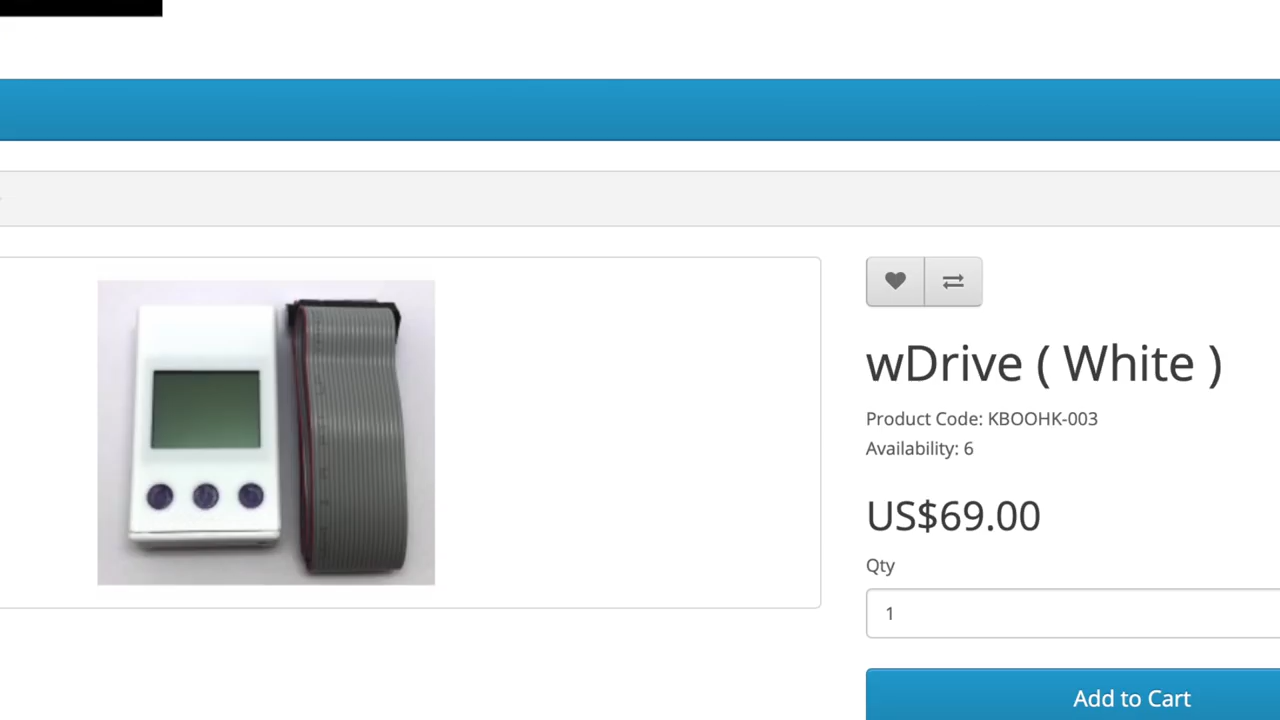 wDrive ( White )
Product Code: KBOOHK-003
Availability: 6
US$69.00
Qty
1
Add to Cart